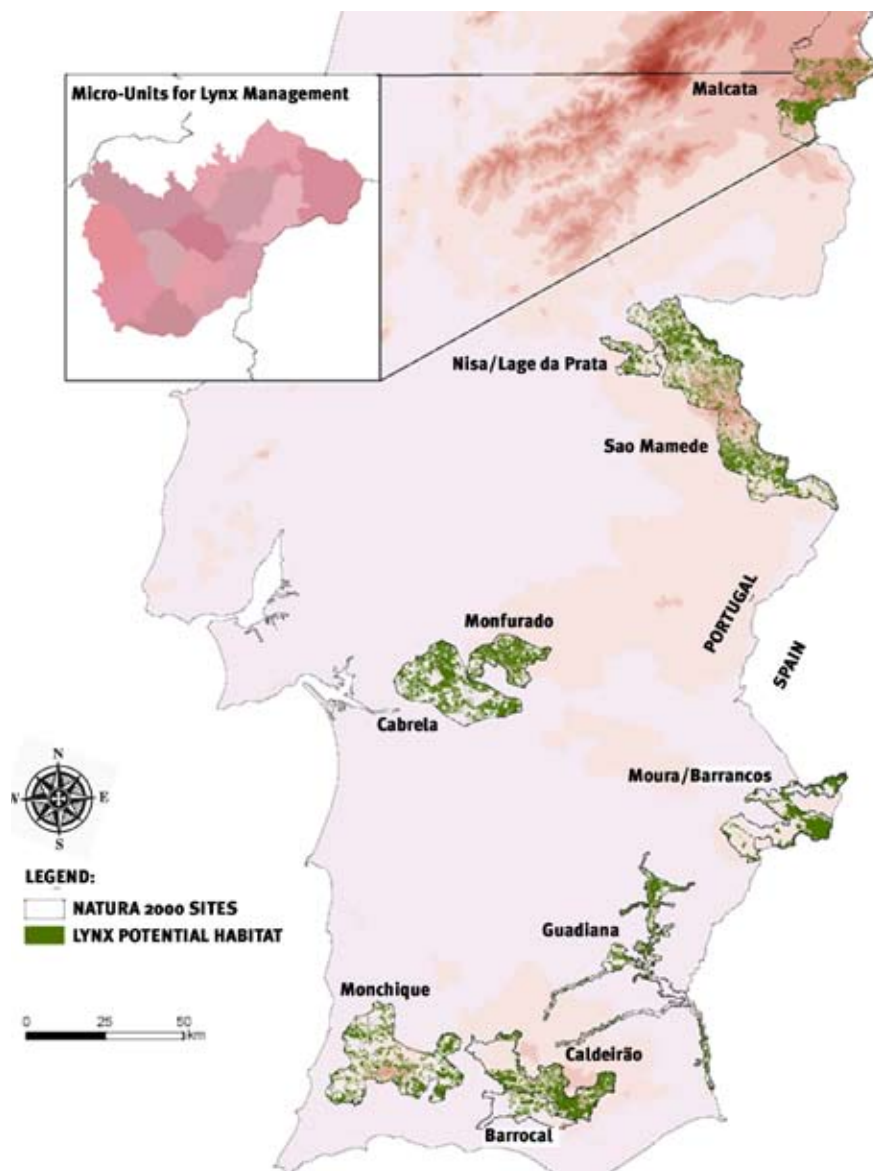 Micro-Units for Lynx Management
Malcata
Nisa/Lage da Prata
Sao Mamede
PORTUGAL
SPAIN
Monfurado
Cabrela
Moura/Barrancos
N
W
E
S
LEGEND:
NATURA 2000 SITES
LYNX POTENTIAL HABITAT
Guadiana
Monchique
0 25 50
km
Caldeirão
Barrocal